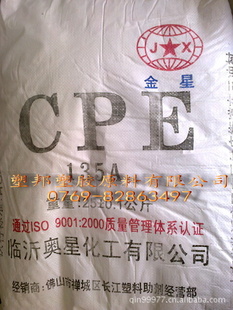 J X
金星
CPE
135A
塑邦塑胶原料有限公司
0769-82863497
通过ISO 9001:2000质量管理体系认证
临沂奥星化工有限公司
经销商：佛山市禅城区长江塑料助剂经营部
qin99977